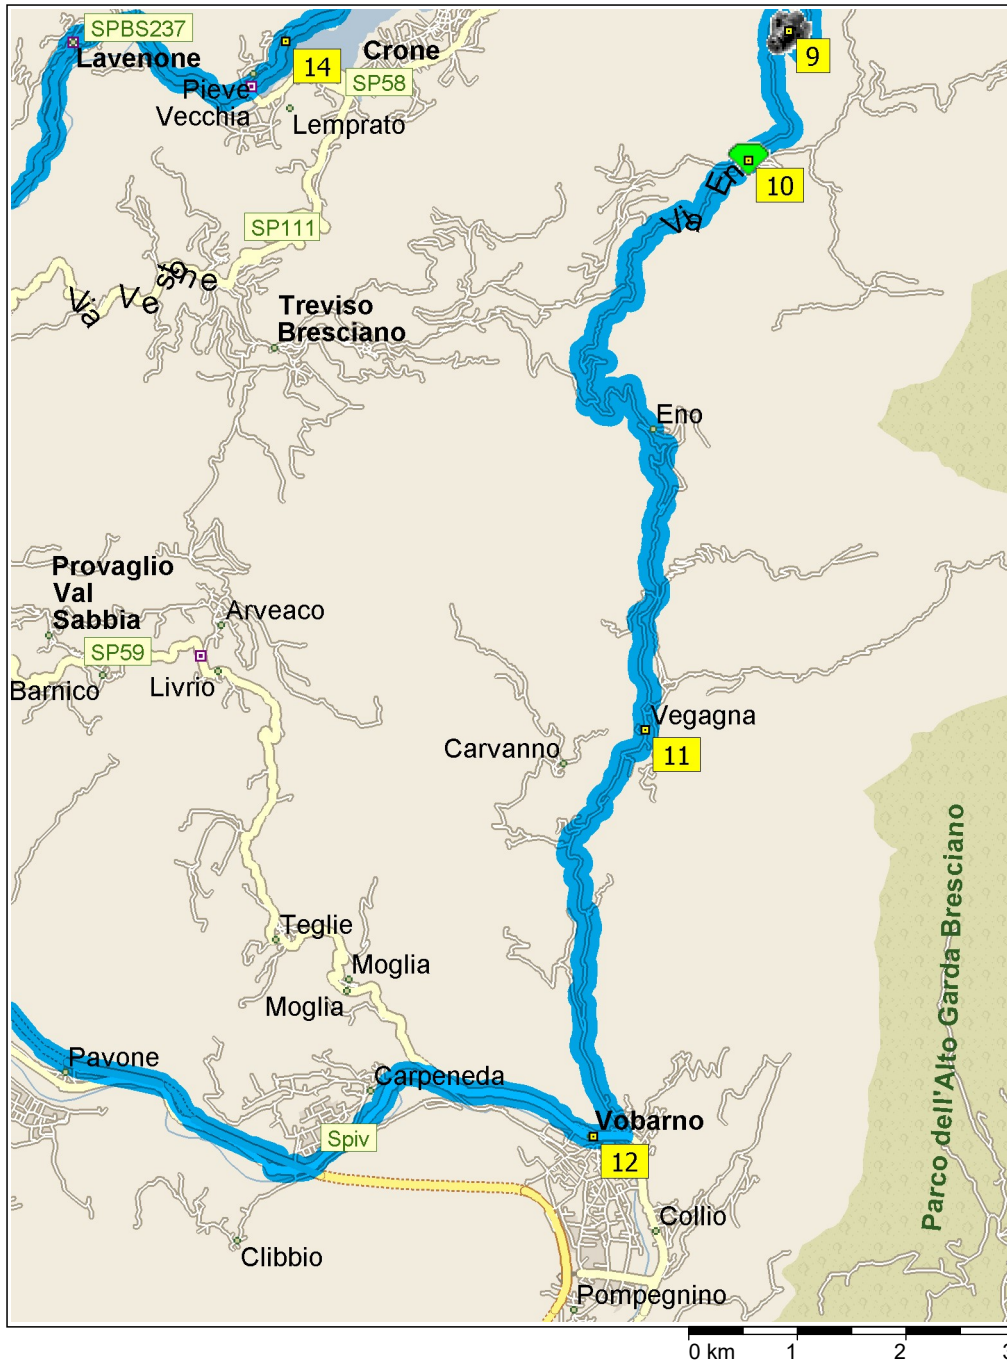 SPBS237
Lavenone
14
Crone
9
Pieve
Vecchia
SP58
Lemprato
10
Via Eno
SP111
Via Vestone
Treviso
Bresciano
Eno
Provaglio
Val
Sabbia
Arveaco
SP59
Barnico
Livrio
Vegagna
11
Carvanno
Parco dell'Alto Garda Bresciano
Teglie
Moglia
Moglia
Pavone
Carpeneda
Vobarno
Spiv
12
Collio
Clibbio
Pompegnino
0 km 1 2 3